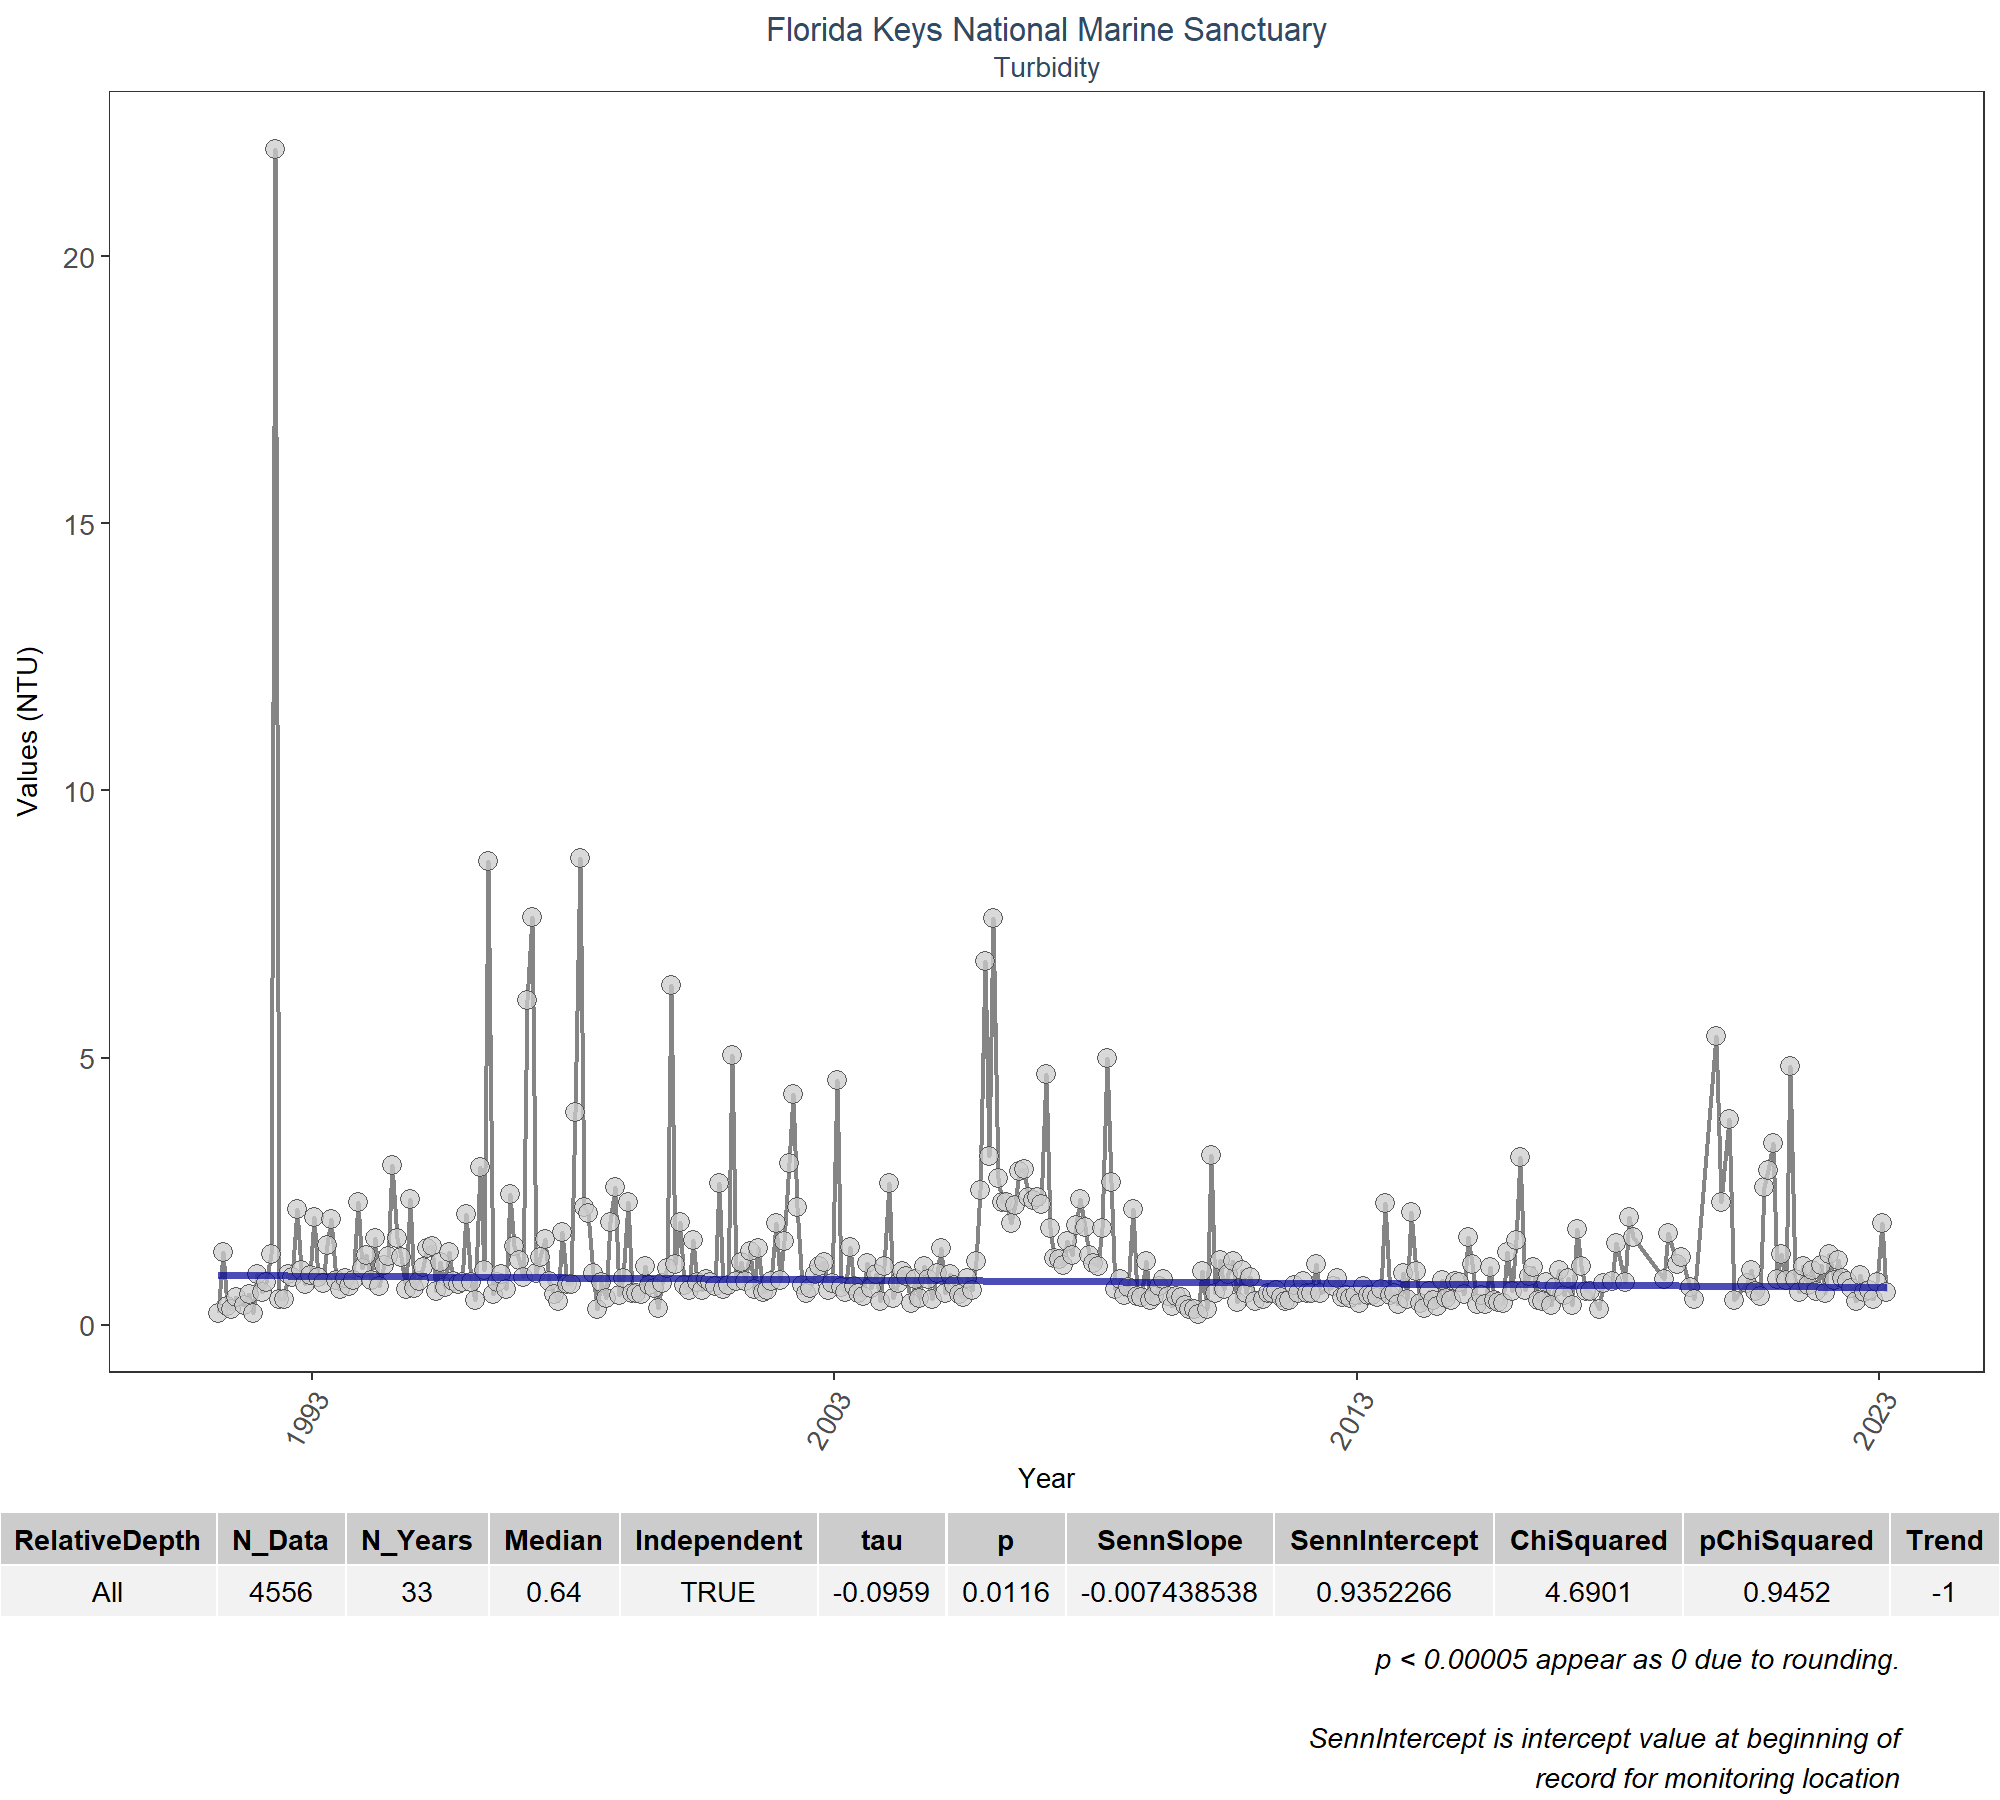 Florida Keys National Marine Sanctuary
Turbidity
20
15
10
5
0
Values (NTU)
1993
2003
2013
2023
Year
RelativeDepth N_Data N_Years Median Independent tau p SennSlope SennIntercept ChiSquared pChiSquared Trend
All 4556 33 0.64 TRUE -0.0959 0.0116 -0.007438538 0.9352266 4.6901 0.9452 -1
p < 0.00005 appear as 0 due to rounding.
SennIntercept is intercept value at beginning of
record for monitoring location